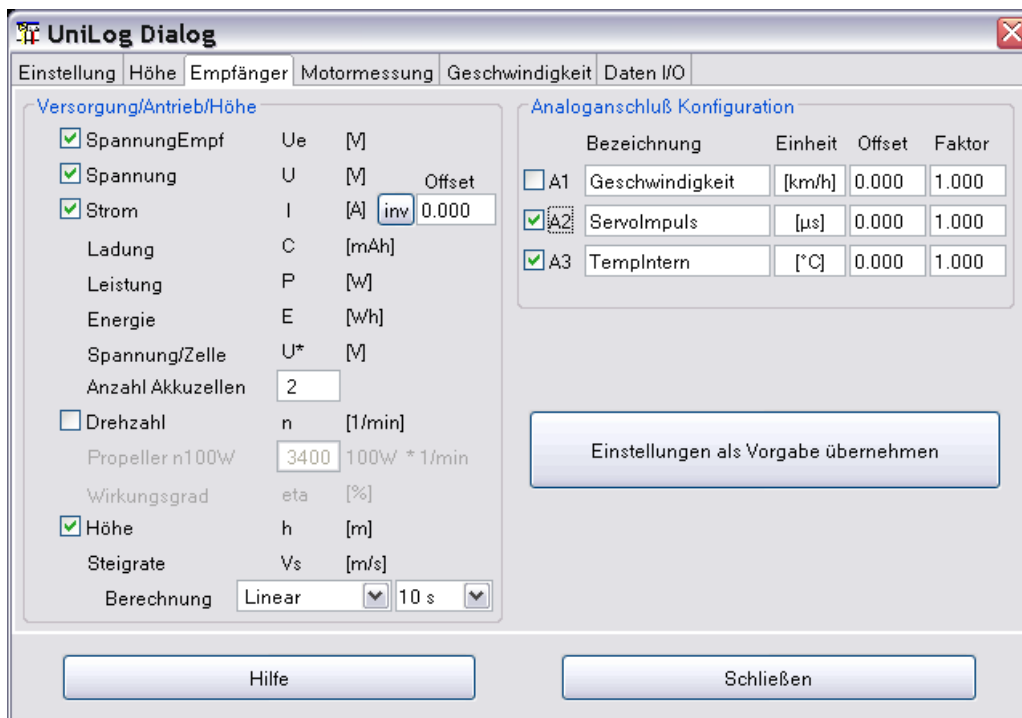 UniLog Dialog
Einstellung Höhe Empfänger Motormessung Geschwindigkeit Daten I/O
Versorgung/Antrieb/Höhe
SpannungEmpf Ue [V]
Spannung U [V] Offset
Strom I [A] inv 0.000
Ladung C [mAh]
Leistung P [W]
Energie E [Wh]
Spannung/Zelle U* [V]
Anzahl Akkuzellen 2
Drehzahl n [1/min]
Propeller n100W 3400 100W * 1/min
Wirkungsgrad eta [%]
Höhe h [m]
Steigrate Vs [m/s]
Berechnung Linear 10 s
Analoganschluß Konfiguration
Bezeichnung Einheit Offset Faktor
A1 Geschwindigkeit [km/h] 0.000 1.000
A2 ServoImpuls [µs] 0.000 1.000
A3 TempIntern [°C] 0.000 1.000
Einstellungen als Vorgabe übernehmen
Hilfe Schließen